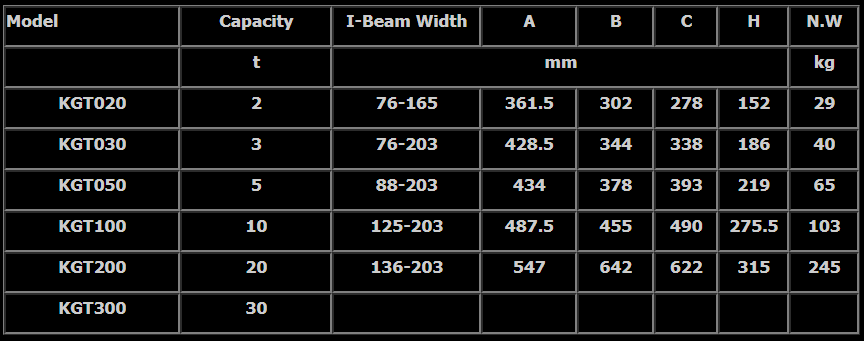 Model Capacity I-Beam Width A B C H N.W
t mm kg
KGT020 2 76-165 361.5 302 278 152 29
KGT030 3 76-203 428.5 344 338 186 40
KGT050 5 88-203 434 378 393 219 65
KGT100 10 125-203 487.5 455 490 275.5 103
KGT200 20 136-203 547 642 622 315 245
KGT300 30